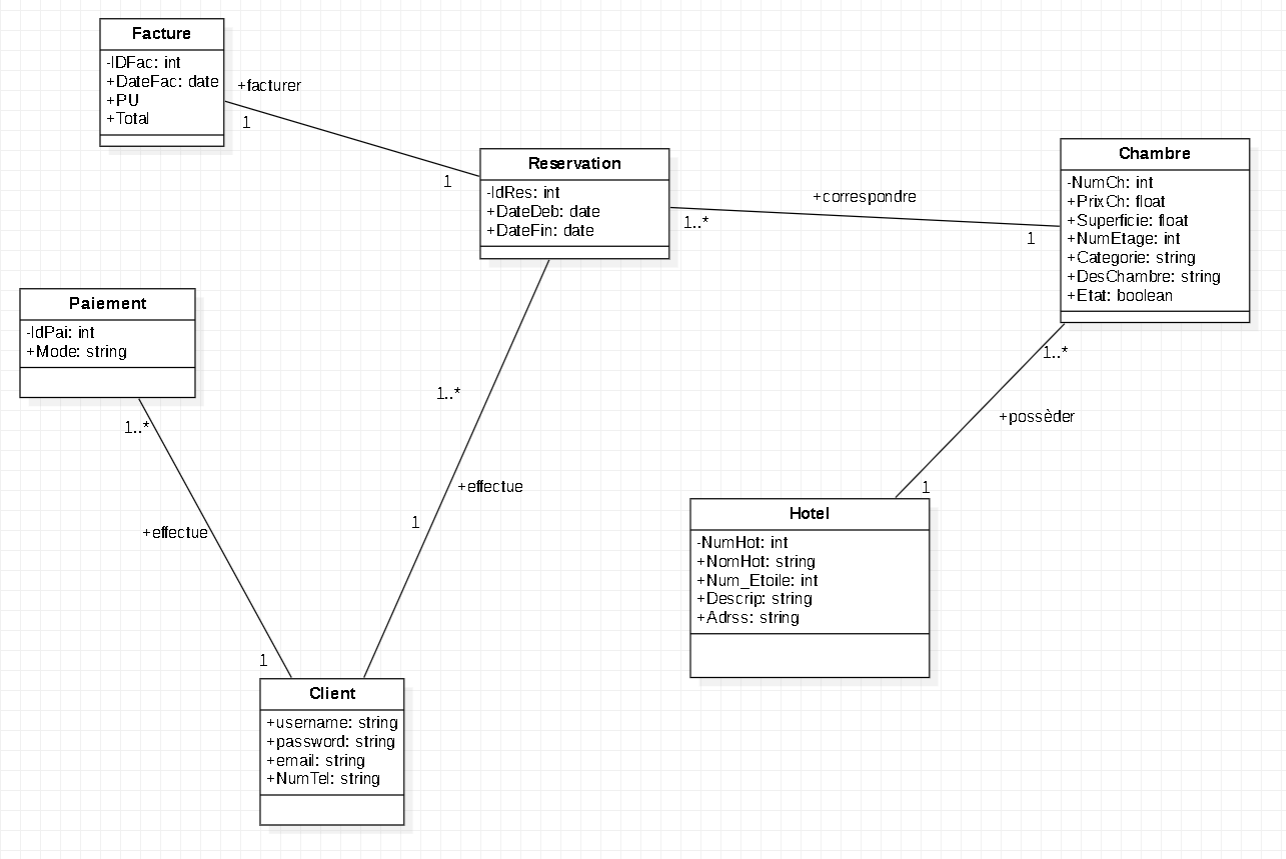 Facture
-IDFac: int
+DateFac: date
+PU
+Total
+facturer
1
1
Reservation
-IdRes: int
+DateDeb: date
+DateFin: date
1..*
+correspondre
1
Chambre
-NumCh: int
+PrixCh: float
+Superficie: float
+NumEtage: int
+Categorie: string
+DesChambre: string
+Etat: boolean
1..*
+possèder
1
Paiement
-IdPai: int
+Mode: string
1..*
+effectue
1
1..*
+effectue
1
Hotel
-NumHot: int
+NomHot: string
+Num_Etoile: int
+Descrip: string
+Adrss: string
Client
+username: string
+password: string
+email: string
+NumTel: string